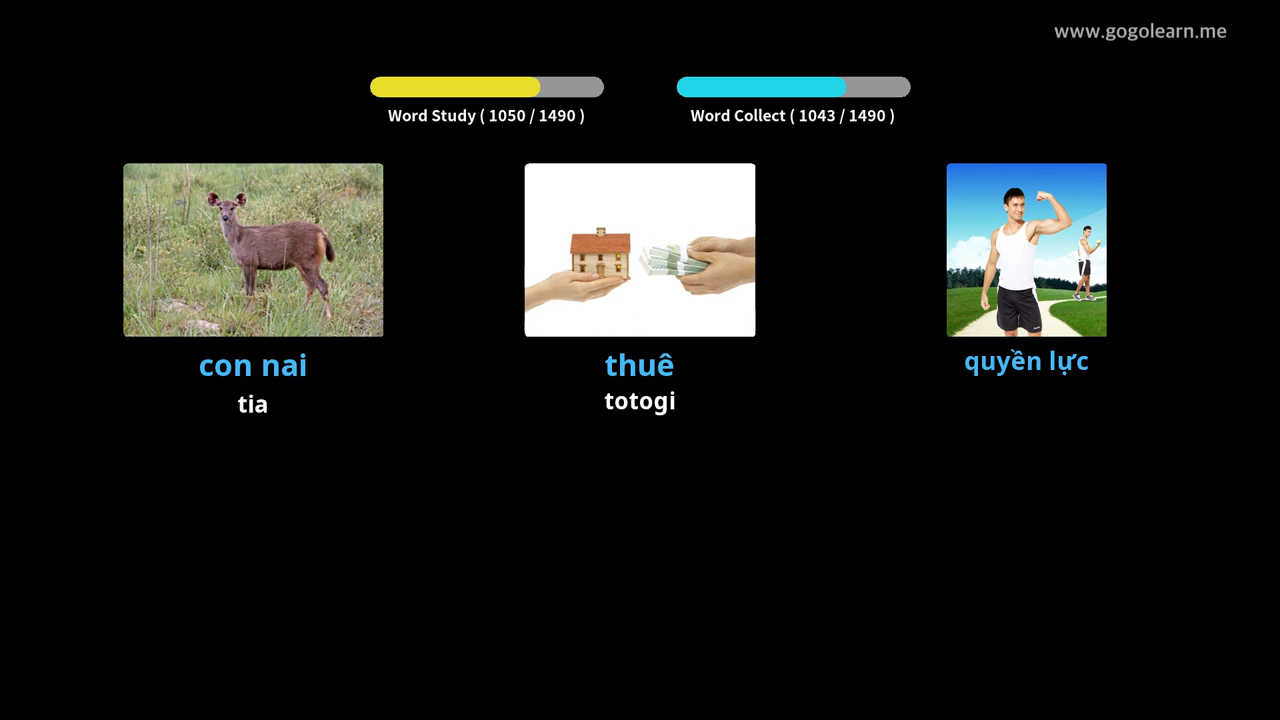 www.gogolearn.me
Word Study ( 1050 / 1490 )
Word Collect ( 1043 / 1490 )
con nai
tia
thuê
totogi
quyền lực